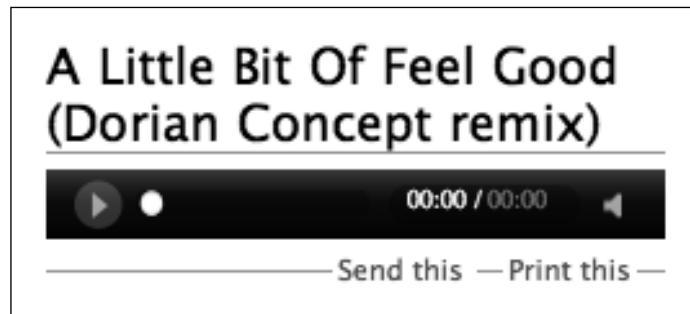 A Little Bit Of Feel Good
(Dorian Concept remix)
00:00 / 00:00
Send this — Print this